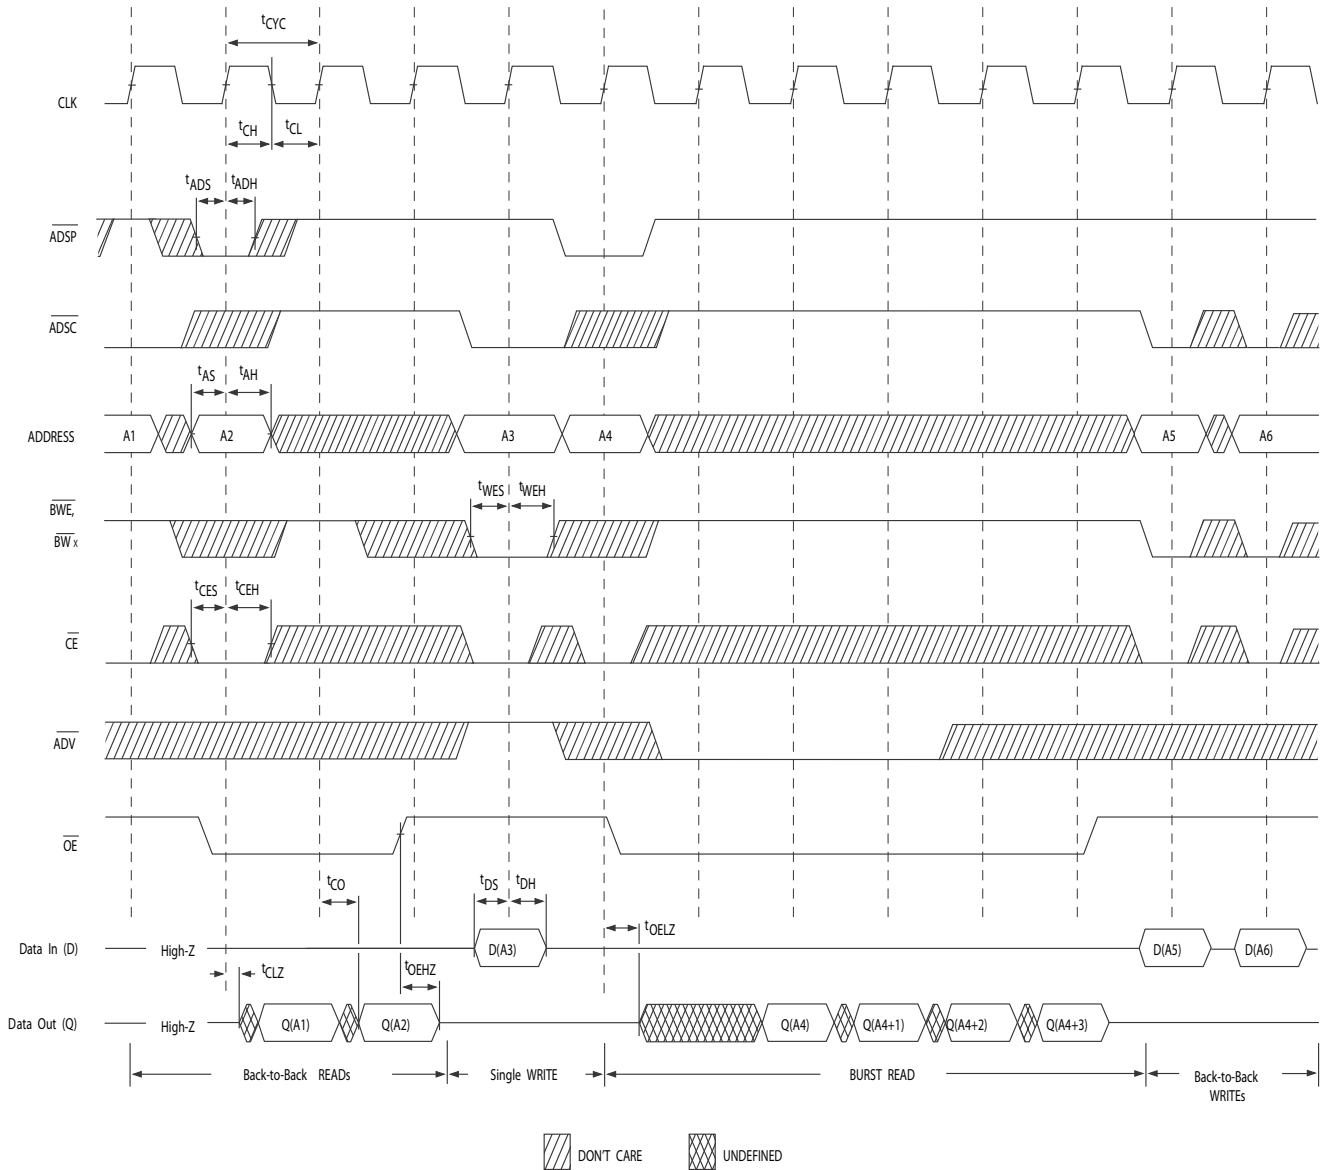 tCYC
CLK
tCH tCL
tADS tADH
ADSP
ADSC
tAS tAH
ADDRESS A1 A2 A3 A4 A5 A6
tWES tWEH
BWE,
BW x
tCES tCEH
CE
ADV
OE
tCO tDS tDH
tOELZ
Data In (D) High-Z D(A3) D(A5) D(A6)
tCLZ tOEHZ
Data Out (Q) High-Z Q(A1) Q(A2) Q(A4) Q(A4+1) Q(A4+2) Q(A4+3)
Back-to-Back READs Single WRITE BURST READ Back-to-Back
WRITEs
DON'T CARE UNDEFINED